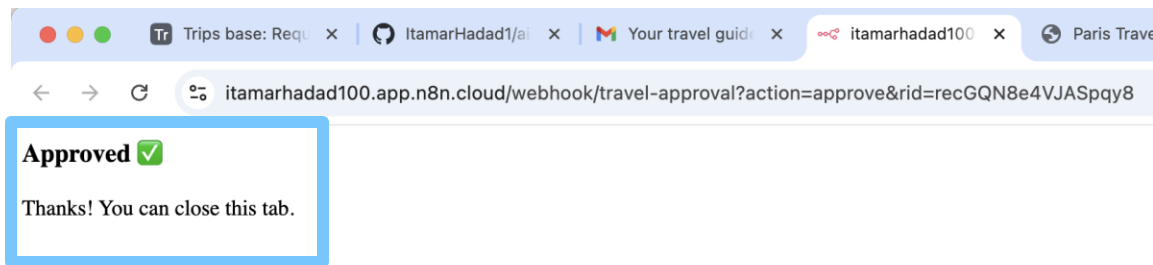 Tr Trips base: Requ
ItamarHadad1/ai
Your travel guide
itamarhadad100
Paris Trave
itamarhadad100.app.n8n.cloud/webhook/travel-approval?action=approve&rid=recGQN8e4VJASpqy8
Approved ✅
Thanks! You can close this tab.